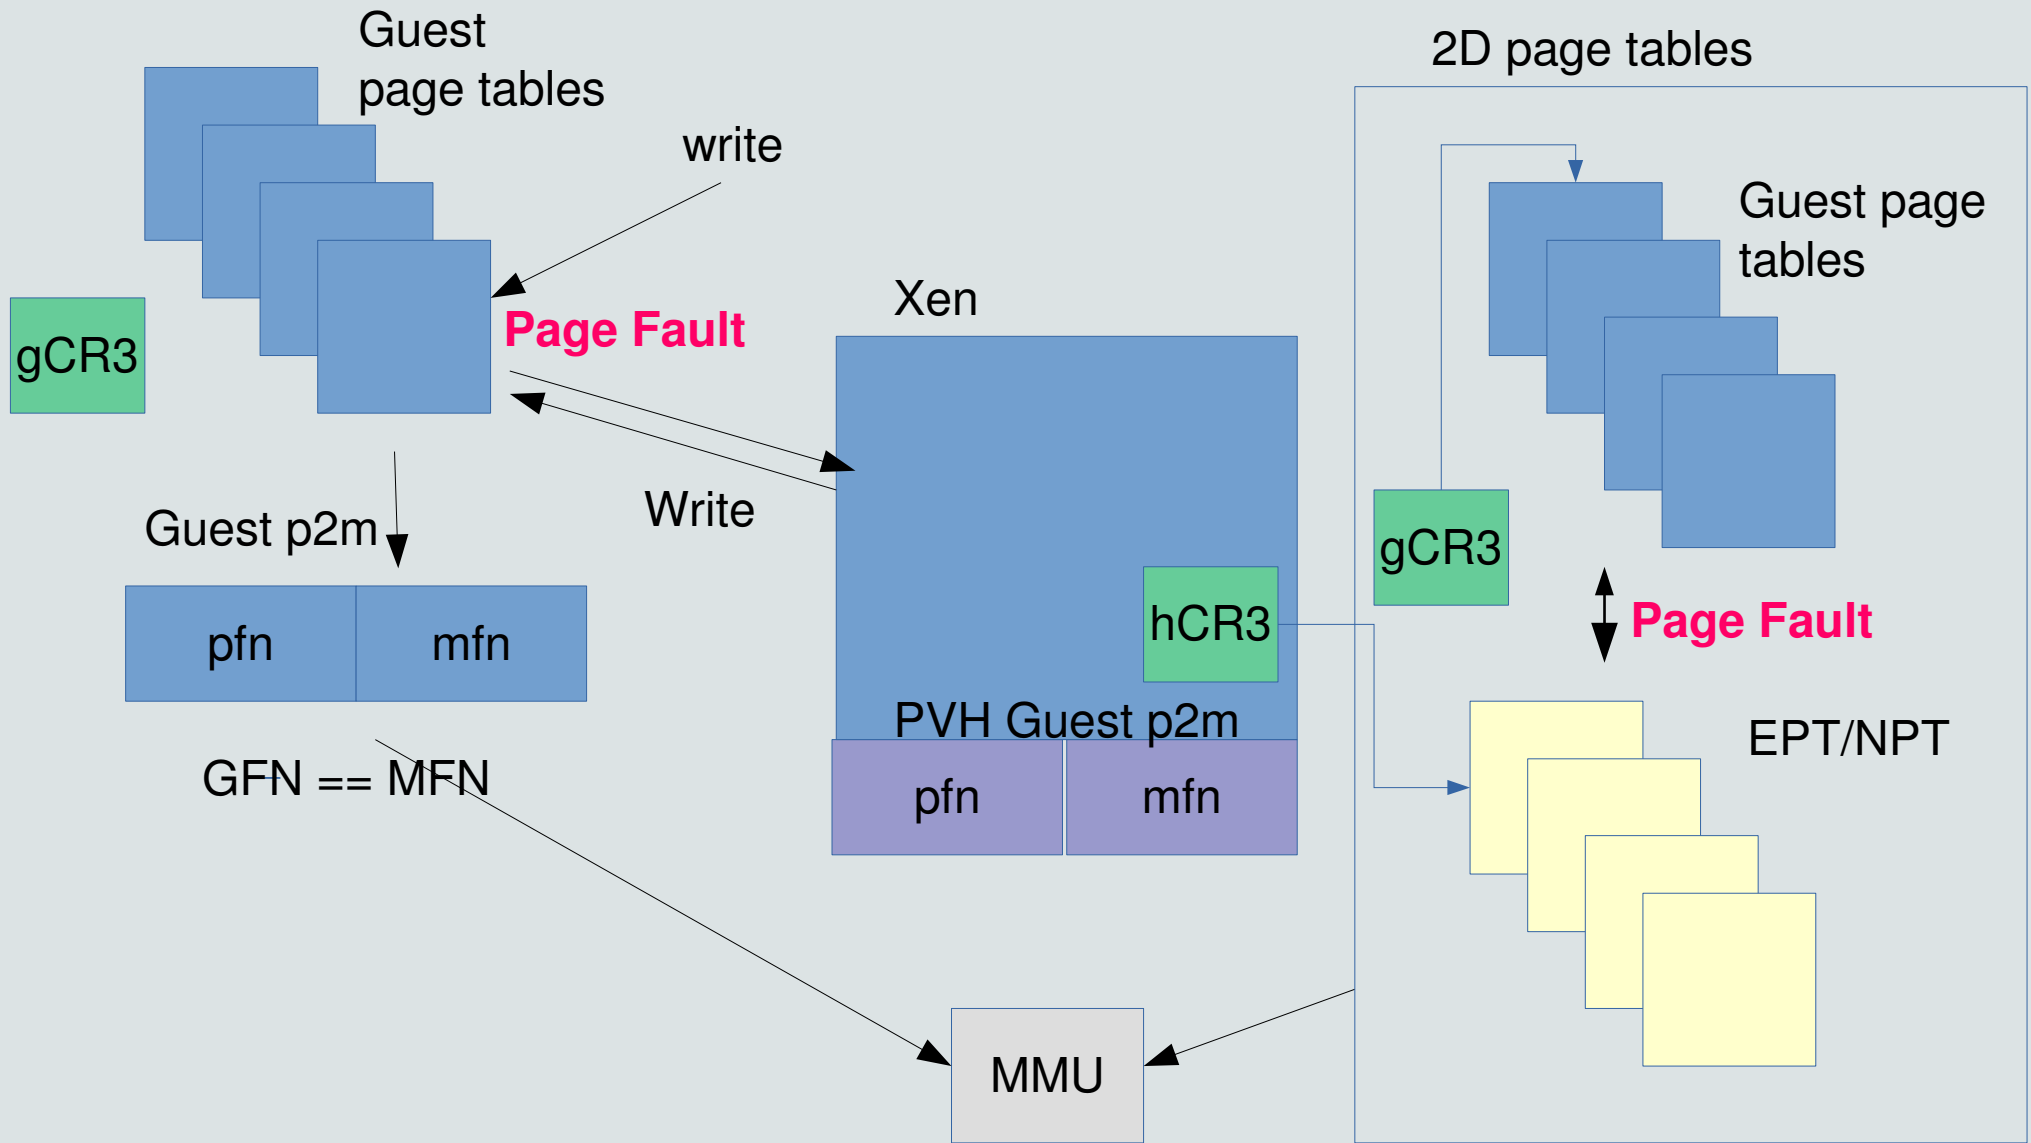 Guest
page tables
write
gCR3
Page Fault
Write
Guest p2m
pfn
mfn
GFN == MFN
Xen
hCR3
PVH Guest p2m
pfn
mfn
MMU
2D page tables
Guest page
tables
gCR3
Page Fault
EPT/NPT